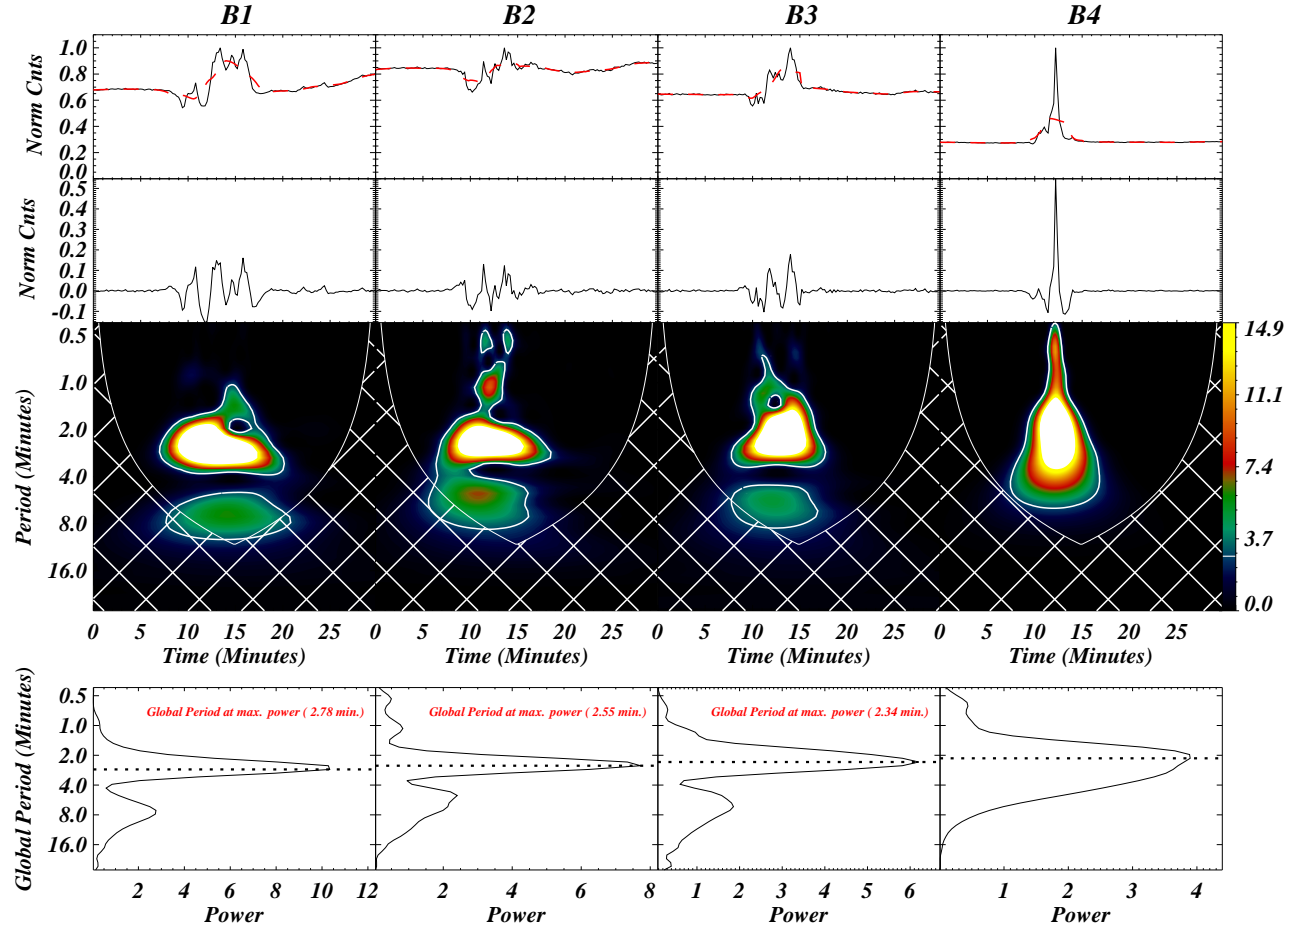 B1 B2 B3 B4
Norm Cnts
1.0
0.8
0.6
0.4
0.2
0.0
Norm Cnts
0.5
0.4
0.3
0.2
0.1
0.0
-0.1
Period (Minutes)
0.5
1.0
2.0
4.0
8.0
16.0
14.9
11.1
7.4
3.7
0.0
0 5 10 15 20 25 0 5 10 15 20 25 0 5 10 15 20 25 0 5 10 15 20 25
Time (Minutes) Time (Minutes) Time (Minutes) Time (Minutes)
Global Period (Minutes)
0.5
1.0
2.0
4.0
8.0
16.0
Global Period at max. power ( 2.78 min.)
Global Period at max. power ( 2.55 min.)
Global Period at max. power ( 2.34 min.)
2 4 6 8 10 12 2 4 6 8 1 2 3 4 5 6 1 2 3 4
Power Power Power Power